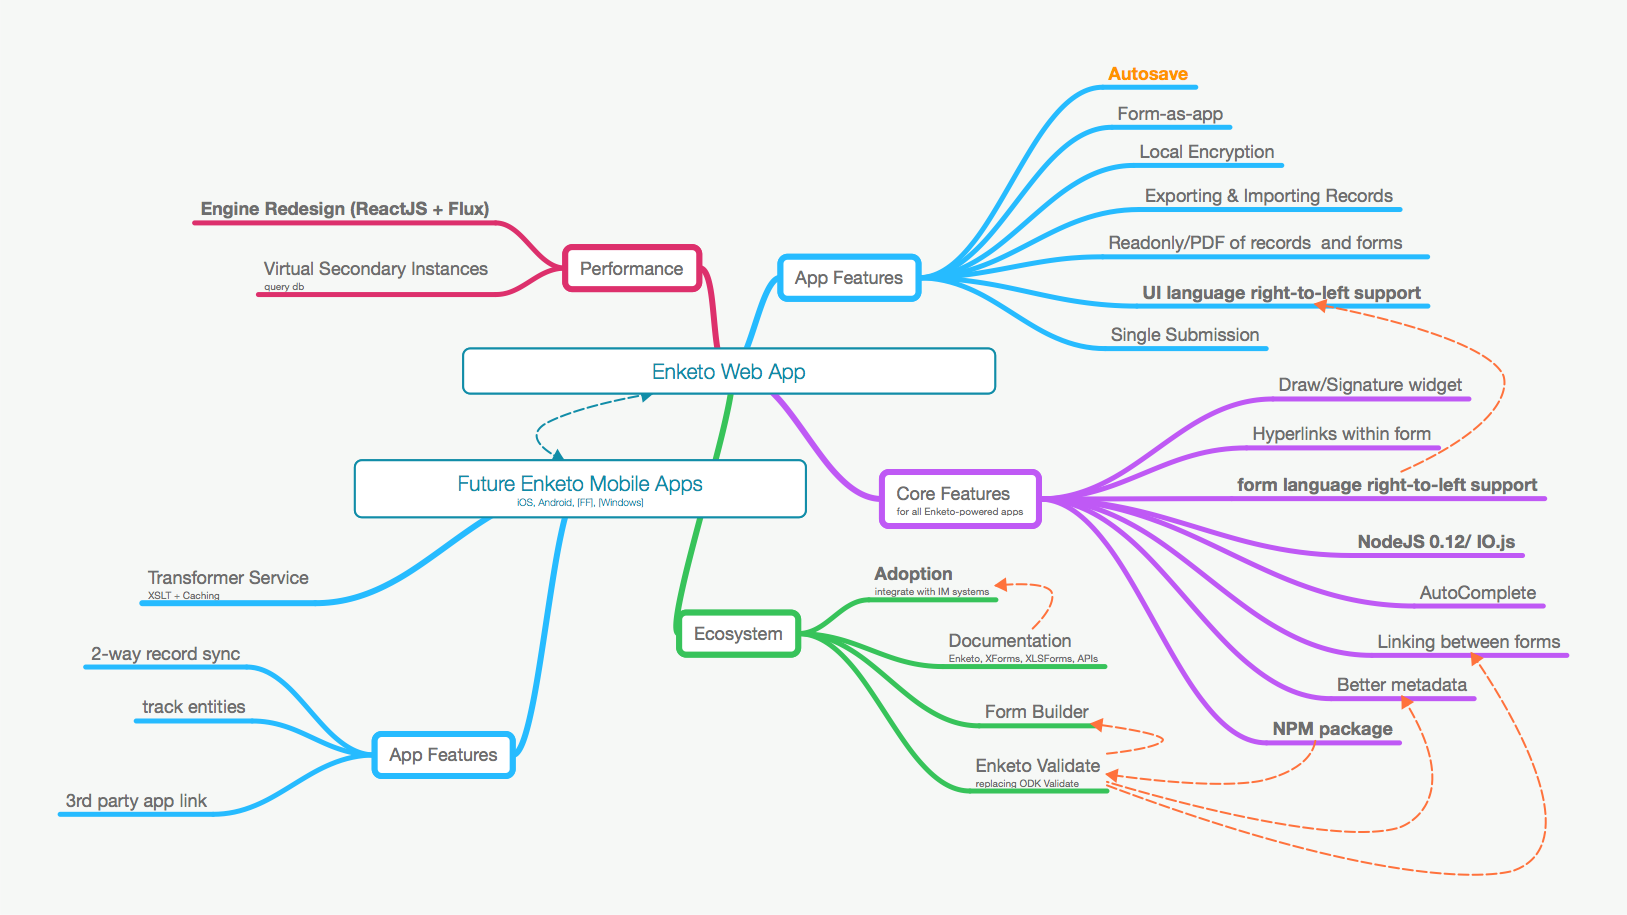 Autosave
Form-as-app
Local Encryption
Exporting & Importing Records
Readonly/PDF of records and forms
UI language right-to-left support
Single Submission
App Features
Engine Redesign (ReactJS + Flux)
Virtual Secondary Instances
query db
Performance
Enketo Web App
Future Enketo Mobile Apps
iOS, Android, [FF], [Windows]
Core Features
for all Enketo-powered apps
Draw/Signature widget
Hyperlinks within form
form language right-to-left support
NodeJS 0.12/ IO.js
AutoComplete
Linking between forms
Better metadata
NPM package
Ecosystem
Adoption
integrate with IM systems
Documentation
Enketo, XForms, XLSForms, APIs
Form Builder
Enketo Validate
replacing ODK Validate
Transformer Service
XSLT + Caching
2-way record sync
track entities
3rd party app link
App Features